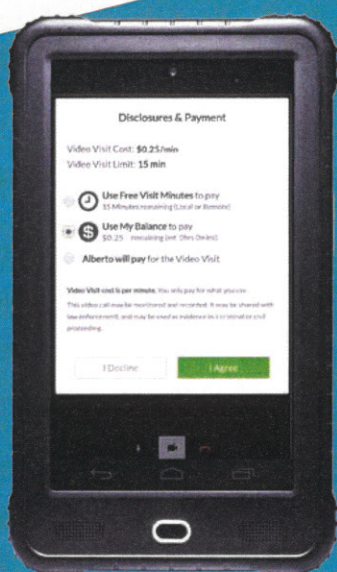 Disclosures & Payment
Video Visit Cost: $0.25/min
Video Visit Limit: 15 min
Use Free Visit Minutes to pay
15 Minutes remaining (Local or Remote)
Use My Balance to pay
$0.25 remaining (est. 0hrs 0mins)
Alberto will pay for the Video Visit
Video Visit cost is per minute. You only pay for what you use.
This video call may be monitored and recorded. It may be shared with
law enforcement, and may be used as evidence in a criminal or civil
proceeding.
I Decline
I Agree